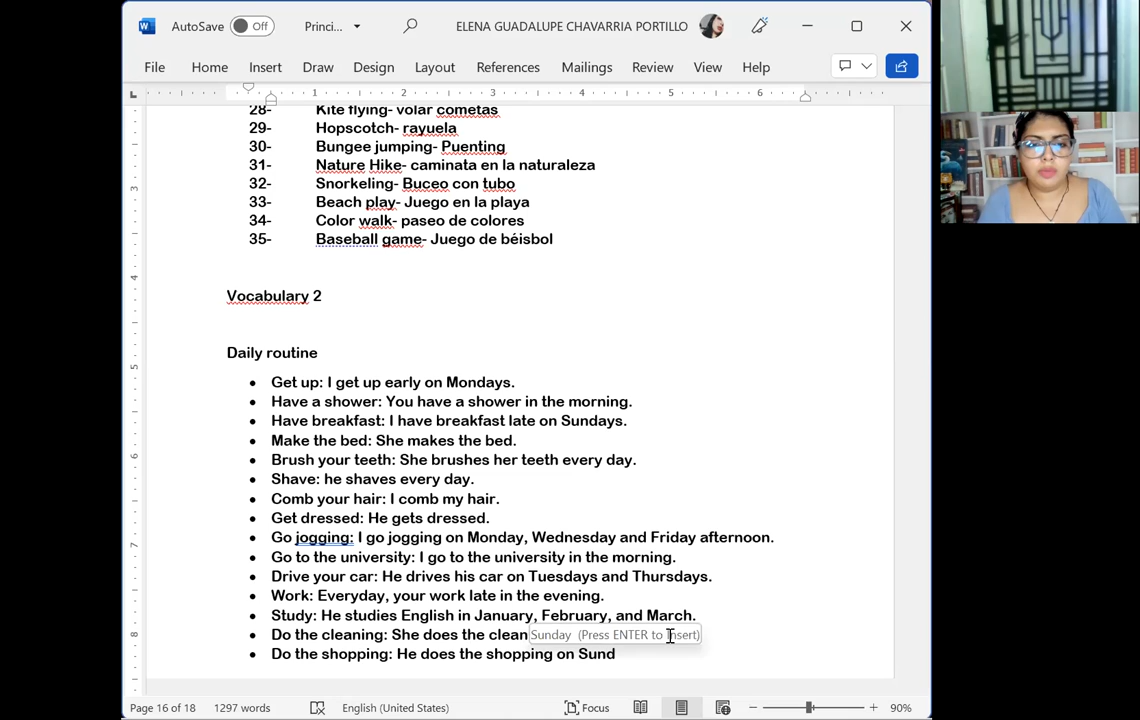 AutoSave Off Princi... ELENA GUADALUPE CHAVARRIA PORTILLO
File Home Insert Draw Design Layout References Mailings Review View Help
1 2 3 4 5 6
28- Kite flying- volar cometas
29- Hopscotch- rayuela
30- Bungee jumping- Puenting
31- Nature Hike- caminata en la naturaleza
32- Snorkeling- Buceo con tubo
33- Beach play- Juego en la playa
34- Color walk- paseo de colores
35- Baseball game- Juego de béisbol
Vocabulary 2
Daily routine
• Get up: I get up early on Mondays.
• Have a shower: You have a shower in the morning.
• Have breakfast: I have breakfast late on Sundays.
• Make the bed: She makes the bed.
• Brush your teeth: She brushes her teeth every day.
• Shave: he shaves every day.
• Comb your hair: I comb my hair.
• Get dressed: He gets dressed.
• Go jogging: I go jogging on Monday, Wednesday and Friday afternoon.
• Go to the university: I go to the university in the morning.
• Drive your car: He drives his car on Tuesdays and Thursdays.
• Work: Everyday, your work late in the evening.
• Study: He studies English in January, February, and March.
• Do the cleaning: She does the clean
Sunday (Press ENTER to Insert)
• Do the shopping: He does the shopping on Sund
Page 16 of 18 1297 words English (United States) Focus 90%